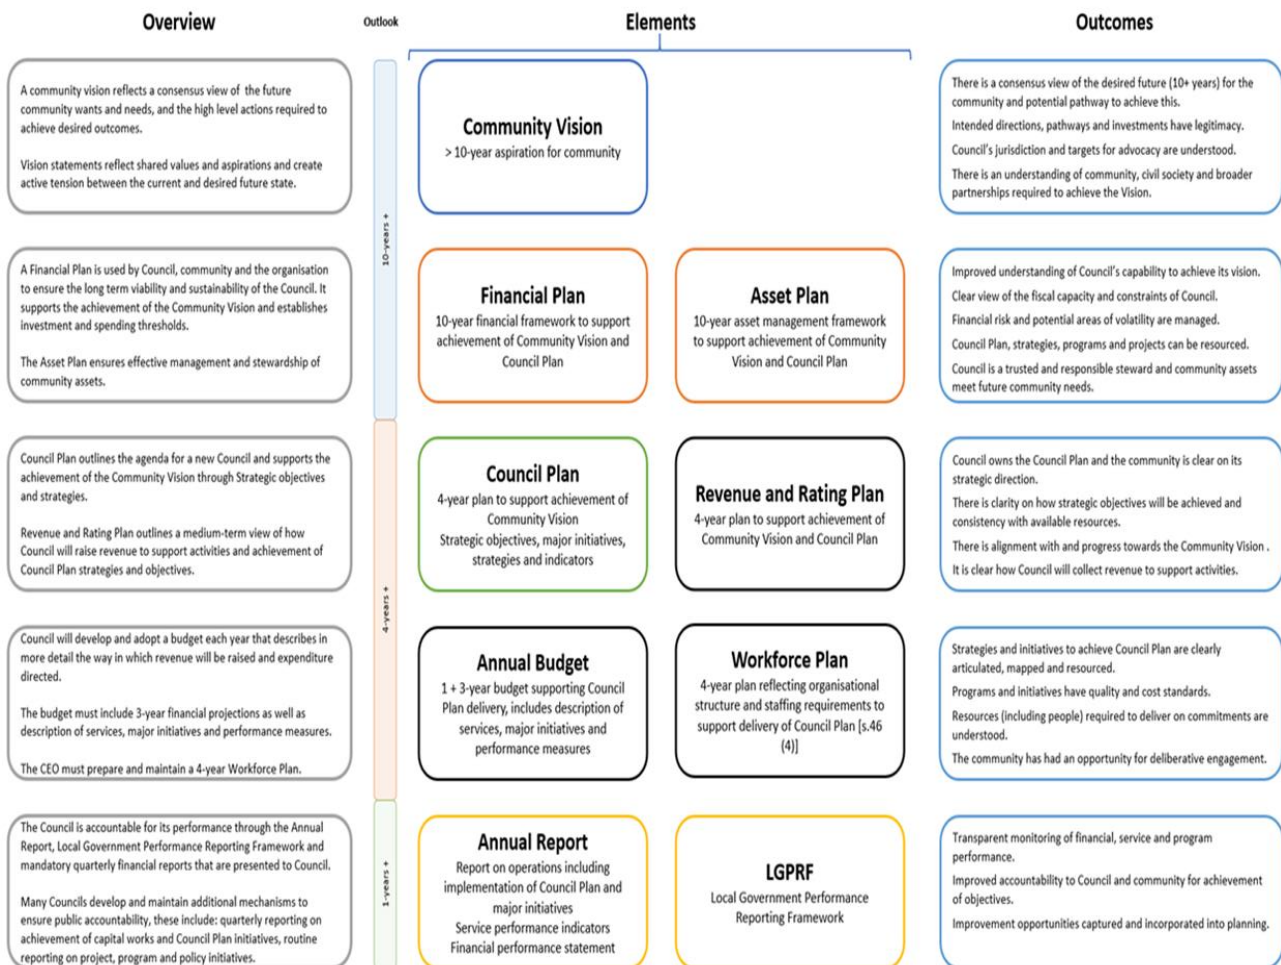 Overview
Outlook
Elements
Outcomes
A community vision reflects a consensus view of the future
community wants and needs, and the high level actions required to
achieve desired outcomes.
Vision statements reflect shared values and aspirations and create
active tension between the current and desired future state.
10-years +
Community Vision
> 10-year aspiration for community
There is a consensus view of the desired future (10+ years) for the
community and potential pathway to achieve this.
Intended directions, pathways and investments have legitimacy.
Council's jurisdiction and targets for advocacy are understood.
There is an understanding of community, civil society and broader
partnerships required to achieve the Vision.
A Financial Plan is used by Council, community and the organisation
to ensure the long term viability and sustainability of the Council. It
supports the achievement of the Community Vision and establishes
investment and spending thresholds.
The Asset Plan ensures effective management and stewardship of
community assets.
Financial Plan
10-year financial framework to support
achievement of Community Vision and
Council Plan
Asset Plan
10-year asset management framework
to support achievement of Community
Vision and Council Plan
Improved understanding of Council's capability to achieve its vision.
Clear view of the fiscal capacity and constraints of Council.
Financial risk and potential areas of volatility are managed.
Council Plan, strategies, programs and projects can be resourced.
Council is a trusted and responsible steward and community assets
meet future community needs.
Council Plan outlines the agenda for a new Council and supports the
achievement of the Community Vision through Strategic objectives
and strategies.
Revenue and Rating Plan outlines a medium-term view of how
Council will raise revenue to support activities and achievement of
Council Plan strategies and objectives.
4-years +
Council Plan
4-year plan to support achievement of
Community Vision
Strategic objectives, major initiatives,
strategies and indicators
Revenue and Rating Plan
4-year plan to support achievement of
Community Vision and Council Plan
Council owns the Council Plan and the community is clear on its
strategic direction.
There is clarity on how strategic objectives will be achieved and
consistency with available resources.
There is alignment with and progress towards the Community Vision .
It is clear how Council will collect revenue to support activities.
Council will develop and adopt a budget each year that describes in
more detail the way in which revenue will be raised and expenditure
directed.
The budget must include 3-year financial projections as well as
description of services, major initiatives and performance measures.
The CEO must prepare and maintain a 4-year Workforce Plan.
Annual Budget
1 + 3-year budget supporting Council
Plan delivery, includes description of
services, major initiatives and
performance measures
Workforce Plan
4-year plan reflecting organisational
structure and staffing requirements to
support delivery of Council Plan [s.46
(4)]
Strategies and initiatives to achieve Council Plan are clearly
articulated, mapped and resourced.
Programs and initiatives have quality and cost standards.
Resources (including people) required to deliver on commitments are
understood.
The community has had an opportunity for deliberative engagement.
The Council is accountable for its performance through the Annual
Report, Local Government Performance Reporting Framework and
mandatory quarterly financial reports that are presented to Council.
Many Councils develop and maintain additional mechanisms to
ensure public accountability, these include: quarterly reporting on
achievement of capital works and Council Plan initiatives, routine
reporting on project, program and policy initiatives.
1-years +
Annual Report
Report on operations including
implementation of Council Plan and
major initiatives
Service performance indicators
Financial performance statement
LGPRF
Local Government Performance
Reporting Framework
Transparent monitoring of financial, service and program
performance.
Improved accountability to Council and community for achievement
of objectives.
Improvement opportunities captured and incorporated into planning.